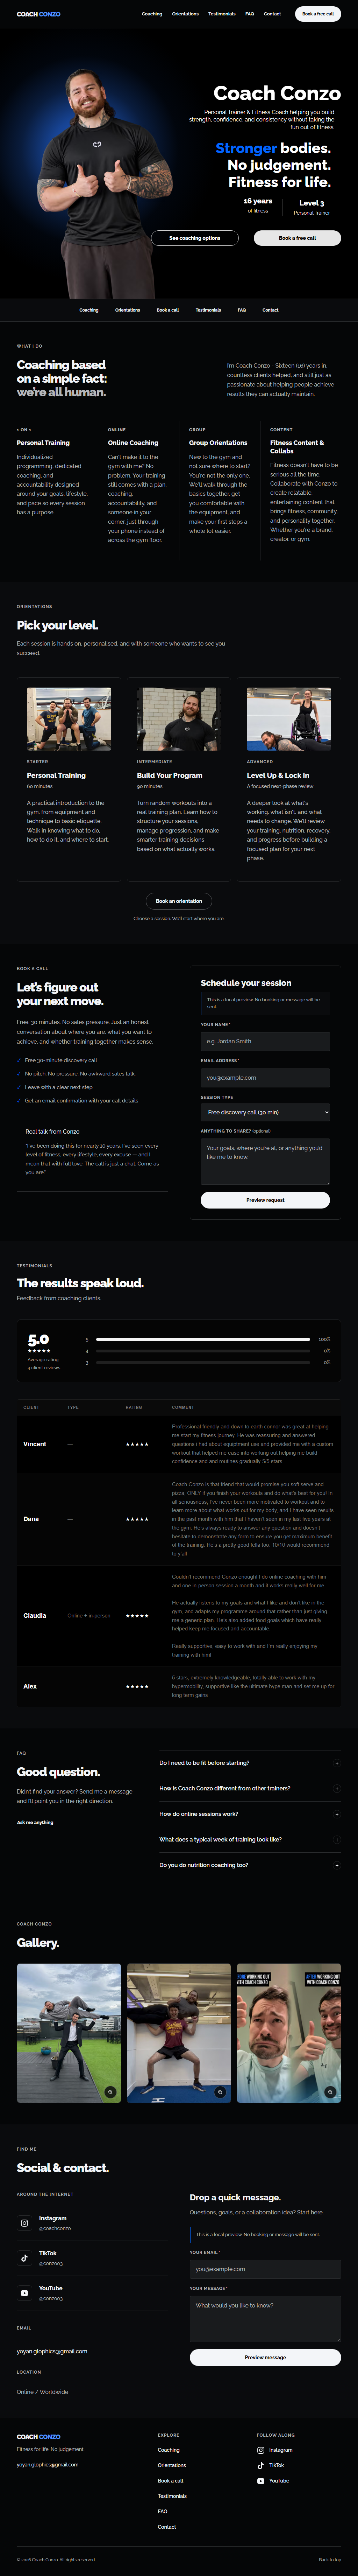 COACH CONZO
Coaching
Orientations
Testimonials
FAQ
Contact
Book a free call
Coach Conzo
Personal Trainer & Fitness Coach helping you build
strength, confidence, and consistency without taking the
fun out of fitness.
Stronger bodies.
No judgement.
Fitness for life.
16 years
of fitness
Level 3
Personal Trainer
See coaching options
Book a free call
Coaching
Orientations
Book a call
Testimonials
FAQ
Contact
WHAT I DO
Coaching based
on a simple fact:
we're all human.
I'm Coach Conzo - Sixteen (16) years in,
countless clients helped, and still just as
passionate about helping people achieve
results they can actually maintain.
1 ON 1
Personal Training
Individualized
programming, dedicated
coaching, and
accountability designed
around your goals, lifestyle,
and pace so every session
has a purpose.
ONLINE
Online Coaching
Can't make it to the
gym with me? No
problem. Your training
still comes with a plan,
coaching,
accountability, and
someone in your
corner, just through
your phone instead of
across the gym floor.
GROUP
Group Orientations
New to the gym and
not sure where to start?
You're not the only one.
We'll walk through the
basics together, get
you comfortable with
the equipment, and
make your first steps a
whole lot easier.
CONTENT
Fitness Content &
Collabs
Fitness doesn't have to be
serious all the time.
Collaborate with Conzo to
create relatable,
entertaining content that
brings fitness, community,
and personality together.
Whether you're a brand,
creator, or gym.
ORIENTATIONS
Pick your level.
Each session is hands on, personalised, and with someone who wants to see you
succeed.
STARTER
Personal Training
60 minutes
A practical introduction to the
gym, from equipment and
technique to basic etiquette.
Walk in knowing what to do,
how to do it, and where to start.
INTERMEDIATE
Build Your Program
90 minutes
Turn random workouts into a
real training plan. Learn how to
structure your sessions,
manage progression, and make
smarter training decisions
based on what actually works.
ADVANCED
Level Up & Lock In
A focused next-phase review
A deeper look at what's
working, what isn't, and what
needs to change. We'll review
your training, nutrition, recovery,
and progress before building a
focused plan for your next
phase.
Book an orientation
Choose a session. We'll start where you are.
BOOK A CALL
Let's figure out
your next move.
Free. 30 minutes. No sales pressure. Just an honest
conversation about where you are, what you want to
achieve, and whether training together makes sense.
✓ Free 30-minute discovery call
✓ No pitch. No pressure. No awkward sales talk.
✓ Leave with a clear next step
✓ Get an email confirmation with your call details
Real talk from Conzo
"I've been doing this for nearly 10 years. I've seen every
level of fitness, every lifestyle, every excuse — and I
mean that with full love. The call is just a chat. Come as
you are."
Schedule your session
This is a local preview. No booking or message will be
sent.
YOUR NAME *
e.g. Jordan Smith
EMAIL ADDRESS *
you@example.com
SESSION TYPE
Free discovery call (30 min)
ANYTHING TO SHARE? (optional)
Your goals, where you're at, or anything you'd
like me to know.
Preview request
TESTIMONIALS
The results speak loud.
Feedback from coaching clients.
5.0
★★★★★
Average rating
4 client reviews
5 100%
4 0%
3 0%
CLIENT TYPE RATING COMMENT
Vincent — ★★★★★
Professional friendly and down to earth connor was great at helping
me start my fitness journey. He was reassuring and answered
questions i had about equipment use and provided me with a custom
workout that helped me ease into working out helping me build
confidence and and routines gradually 5/5 stars
Dana — ★★★★★
Coach Conzo is that friend that would promise you soft serve and
pizza, ONLY if you finish your workouts and do what's best for you! In
all seriousness, I've never been more motivated to workout and to
learn more about what works out for my body, and I have seen results
in the past month with him that I haven't seen in my last five years at
the gym. He's always ready to answer any question and doesn't
hesitate to demonstrate any form to ensure you get maximum benefit
of the training. He's a pretty good fella too. 10/10 would recommend
to y'all
Claudia Online + in person ★★★★★
Couldn't recommend Conzo enought! I do online coaching with him
and one in person session a month and it works really well for me.
He actually listens to my goals and what I like and don't like in the
gym, and adapts my programme around that rather than just giving
me a generic plan. He's also added food goals which have really
helped keep me focused and accountable.
Really supportive, easy to work with and I'm really enjoying my
training with him!
Alex — ★★★★★
5 stars, extremely knowledgable, totally able to work with my
hypermobility, supportive like the ultimate hype man and set me up for
long term gains
FAQ
Good question.
Didn't find your answer? Send me a message
and I'll point you in the right direction.
Ask me anything
Do I need to be fit before starting? +
How is Coach Conzo different from other trainers? +
How do online sessions work? +
What does a typical week of training look like? +
Do you do nutrition coaching too? +
COACH CONZO
Gallery.
WORKING OUT
WITH COACH CONZO
AFTER WORKING OUT
WITH COACH CONZO
FIND ME
Social & contact.
AROUND THE INTERNET
Instagram
@coachconzo
TikTok
@conzo03
YouTube
@conzo03
EMAIL
yoyan.glophics@gmail.com
LOCATION
Online / Worldwide
Drop a quick message.
Questions, goals, or a collaboration idea? Start here.
This is a local preview. No booking or message will be sent.
YOUR EMAIL *
you@example.com
YOUR MESSAGE *
What would you like to know?
Preview message
COACH CONZO
Fitness for life. No judgement.
yoyan.glophics@gmail.com
EXPLORE
Coaching
Orientations
Book a call
Testimonials
FAQ
Contact
FOLLOW ALONG
Instagram
TikTok
YouTube
© 2026 Coach Conzo. All rights reserved.
Back to top